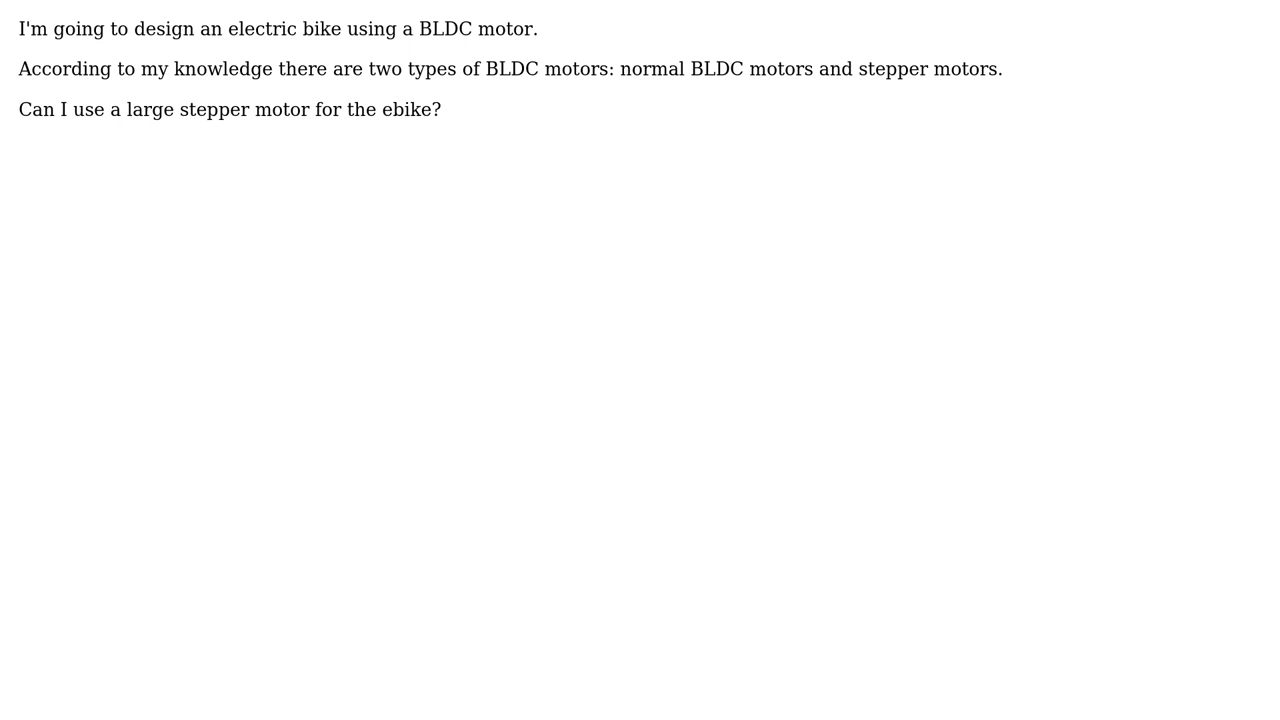 I'm going to design an electric bike using a BLDC motor.
According to my knowledge there are two types of BLDC motors: normal BLDC motors and stepper motors.
Can I use a large stepper motor for the ebike?